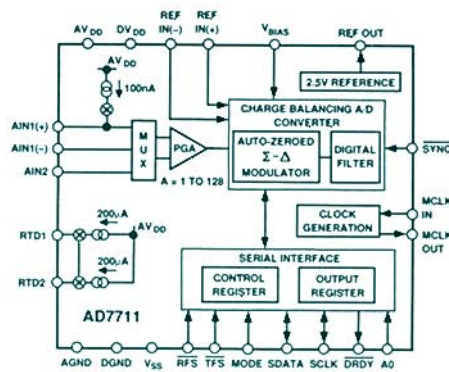 AVDD DVDD REF IN(-) REF IN(+) VBIAS REF OUT
AVDD
100nA
2.5V REFERENCE
CHARGE BALANCING A/D
CONVERTER
AIN1(+)
AIN1(-)
AIN2
MUX
PGA
A = 1 TO 128
AUTO-ZEROED
Σ-Δ
MODULATOR
DIGITAL
FILTER
SYNC
CLOCK
GENERATION
MCLK
IN
MCLK
OUT
200µA
AVDD
RTD1
200µA
RTD2
SERIAL INTERFACE
CONTROL
REGISTER
OUTPUT
REGISTER
AD7711
AGND DGND VSS RFS TFS MODE SDATA SCLK DRDY A0